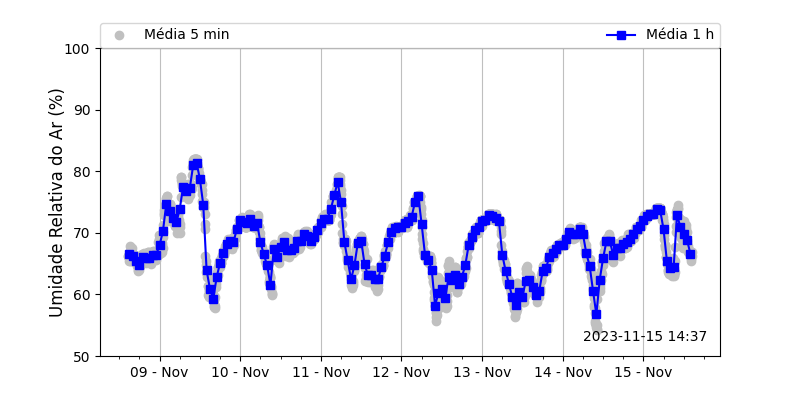 Média 5 min
Média 1 h
Umidade Relativa do Ar (%)
100
90
80
70
60
50
2023-11-15 14:37
09 - Nov
10 - Nov
11 - Nov
12 - Nov
13 - Nov
14 - Nov
15 - Nov